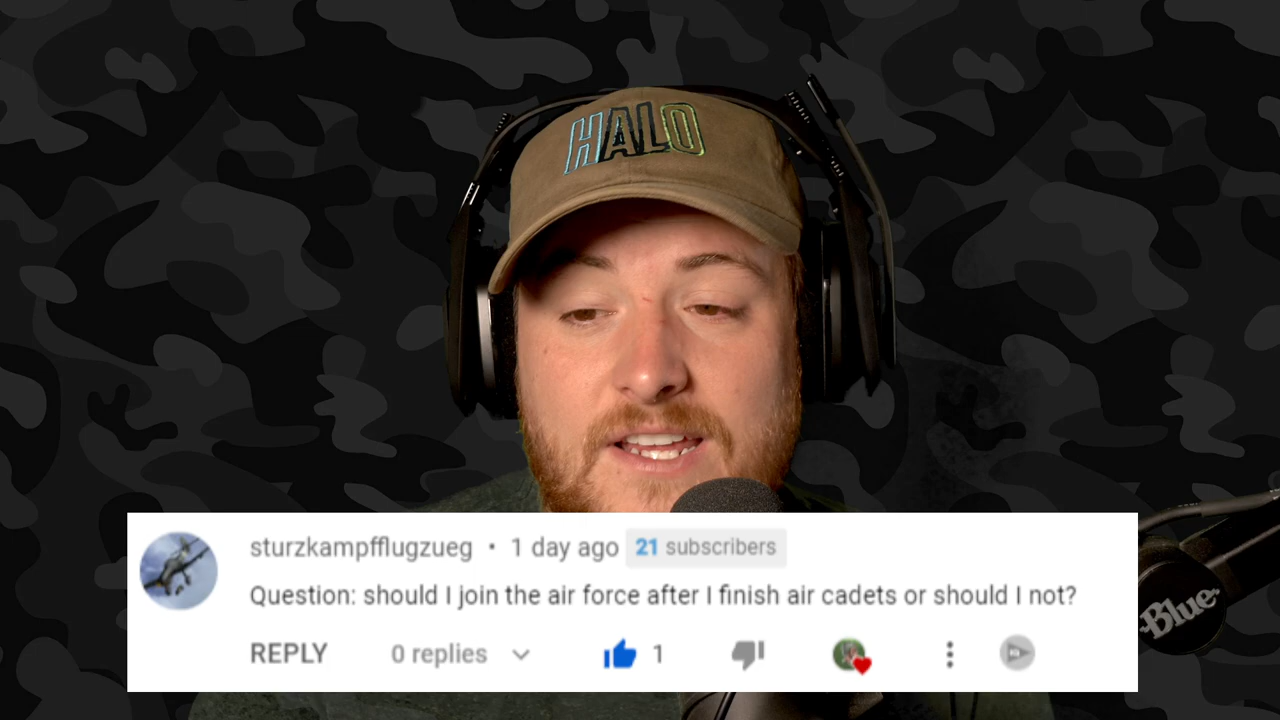 HALO
sturzkampfflugzueg • 1 day ago 21 subscribers
Question: should I join the air force after I finish air cadets or should I not?
REPLY 0 replies 1
Blue